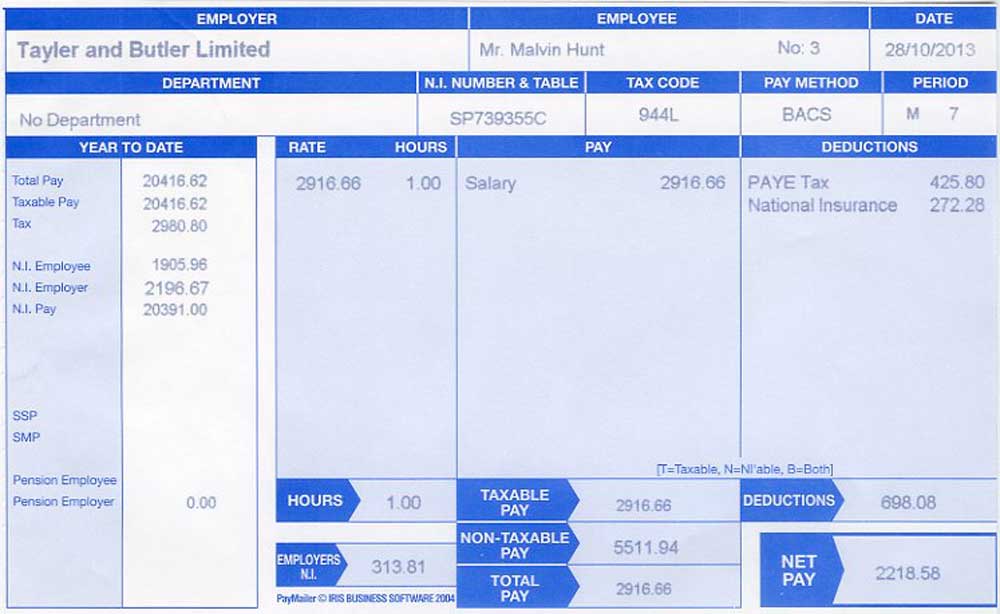 EMPLOYER EMPLOYEE DATE
Tayler and Butler Limited Mr. Malvin Hunt No: 3 28/10/2013
DEPARTMENT N.I. NUMBER & TABLE TAX CODE PAY METHOD PERIOD
No Department SP739355C 944L BACS M 7
YEAR TO DATE RATE HOURS PAY DEDUCTIONS
Total Pay 20416.62 2916.66 1.00 Salary 2916.66 PAYE Tax 425.80
Taxable Pay 20416.62 National Insurance 272.28
Tax 2980.80
N.I. Employee 1905.96
N.I. Employer 2196.67
N.I. Pay 20391.00
SSP
SMP
[T=Taxable, N=NI'able, B=Both]
Pension Employee
Pension Employer 0.00
HOURS 1.00 TAXABLE PAY 2916.66 DEDUCTIONS 698.08
NON-TAXABLE PAY 5511.94
EMPLOYERS N.I. 313.81 NET PAY 2218.58
TOTAL PAY 2916.66
PayMailer © IRIS BUSINESS SOFTWARE 2004